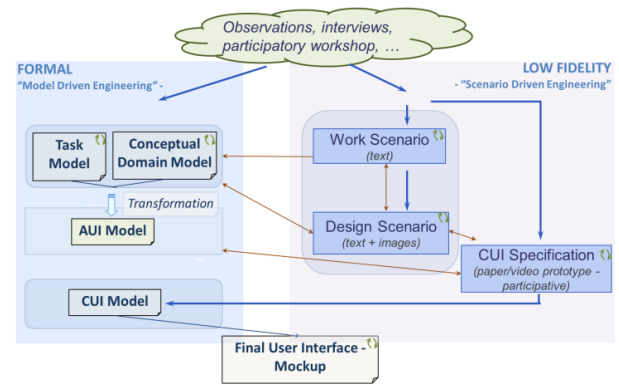 Observations, interviews,
participatory workshop, ...
FORMAL
"Model Driven Engineering" -
LOW FIDELITY
- "Scenario Driven Engineering"
Task
Model
Conceptual
Domain Model
Work Scenario
(text)
Transformation
AUI Model
Design Scenario
(text + images)
CUI Specification
(paper/video prototype -
participative)
CUI Model
Final User Interface -
Mockup